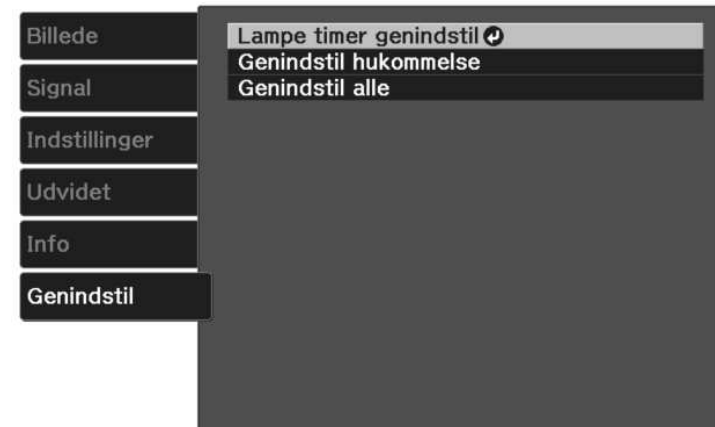 Billede
Signal
Indstillinger
Udvidet
Info
Genindstil
Lampe timer genindstil
Genindstil hukommelse
Genindstil alle